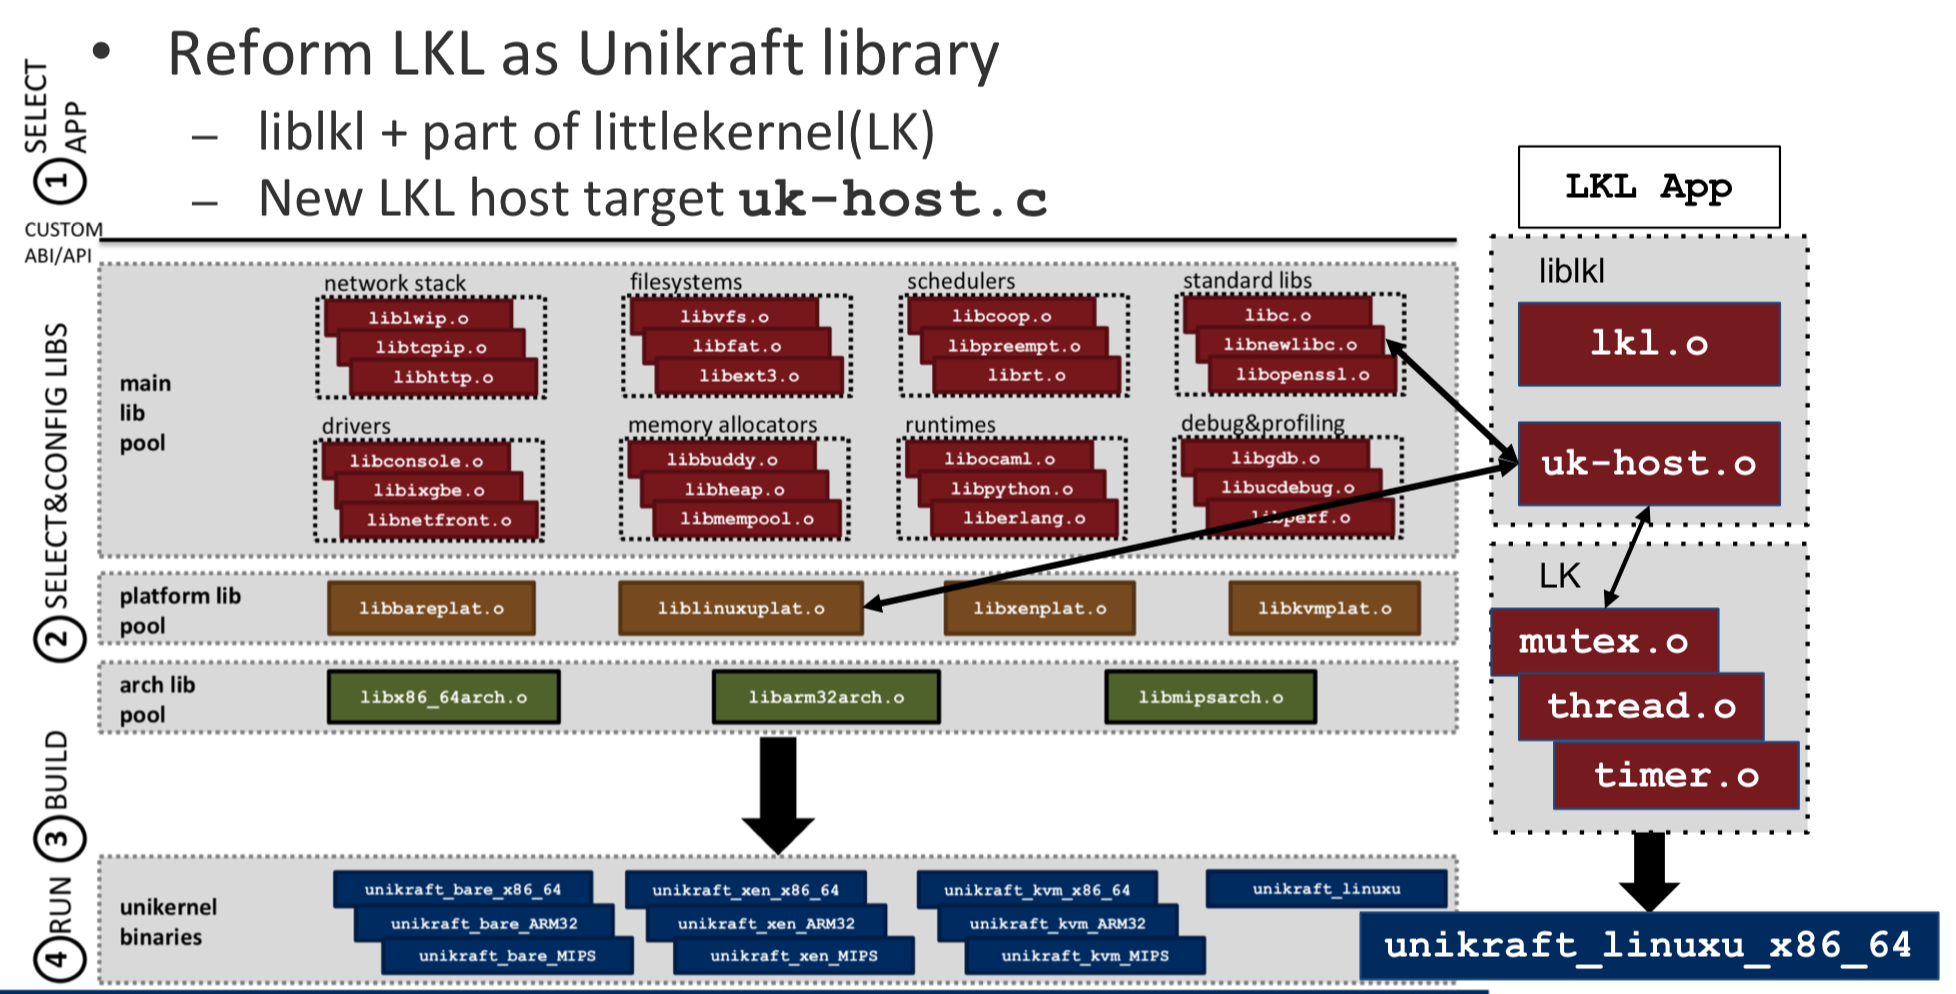 • Reform LKL as Unikraft library
– liblkl + part of littlekernel(LK)
– New LKL host target uk-host.c
1 SELECT APP
CUSTOM
ABI/API
2 SELECT&CONFIG LIBS
main
lib
pool
network stack
liblwip.o
libtcpip.o
libhttp.o
filesystems
libvfs.o
libfat.o
libext3.o
schedulers
libcoop.o
libpreempt.o
librt.o
standard libs
libc.o
libnewlibc.o
libopenssl.o
drivers
libconsole.o
libixgbe.o
libnetfront.o
memory allocators
libbuddy.o
libheap.o
libmempool.o
runtimes
libocaml.o
libpython.o
liberlang.o
debug&profiling
libgdb.o
libucdebug.o
libperf.o
platform lib
pool
libbareplat.o
liblinuxuplat.o
libxenplat.o
libkvmplat.o
arch lib
pool
libx86_64arch.o
libarm32arch.o
libmipsarch.o
3 BUILD
4 RUN
unikernel
binaries
unikraft_bare_x86_64
unikraft_bare_ARM32
unikraft_bare_MIPS
unikraft_xen_x86_64
unikraft_xen_ARM32
unikraft_xen_MIPS
unikraft_kvm_x86_64
unikraft_kvm_ARM32
unikraft_kvm_MIPS
unikraft_linuxu
LKL App
liblkl
lkl.o
uk-host.o
LK
mutex.o
thread.o
timer.o
unikraft_linuxu_x86_64